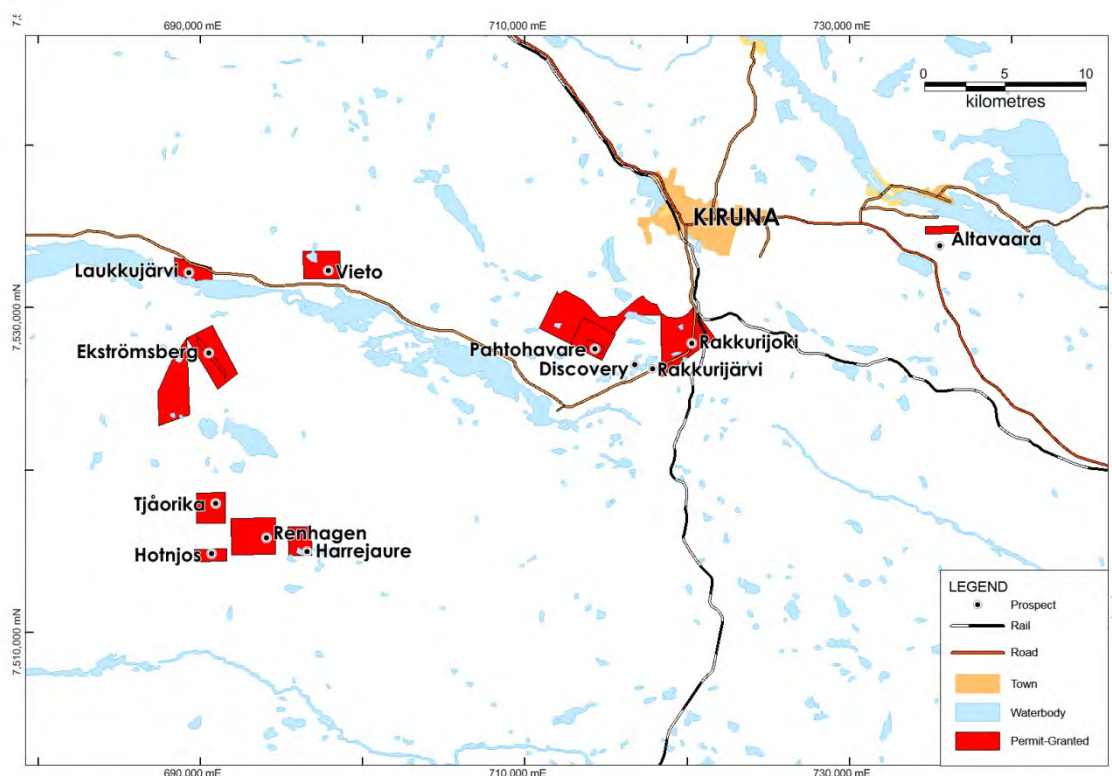 690,000 mE
710,000 mE
730,000 mE
0 5 10
kilometres
KIRUNA
Altavaara
Laukkujärvi
Vieto
7,530,000 mN
Ekströmsberg
Pahtohavare
Rakkurijoki
Discovery
Rakkurijärvi
Tjåorika
Renhagen
Hotnjos
Harrejaure
LEGEND
Prospect
Rail
Road
Town
Waterbody
Permit-Granted
7,510,000 mN
690,000 mE
710,000 mE
730,000 mE